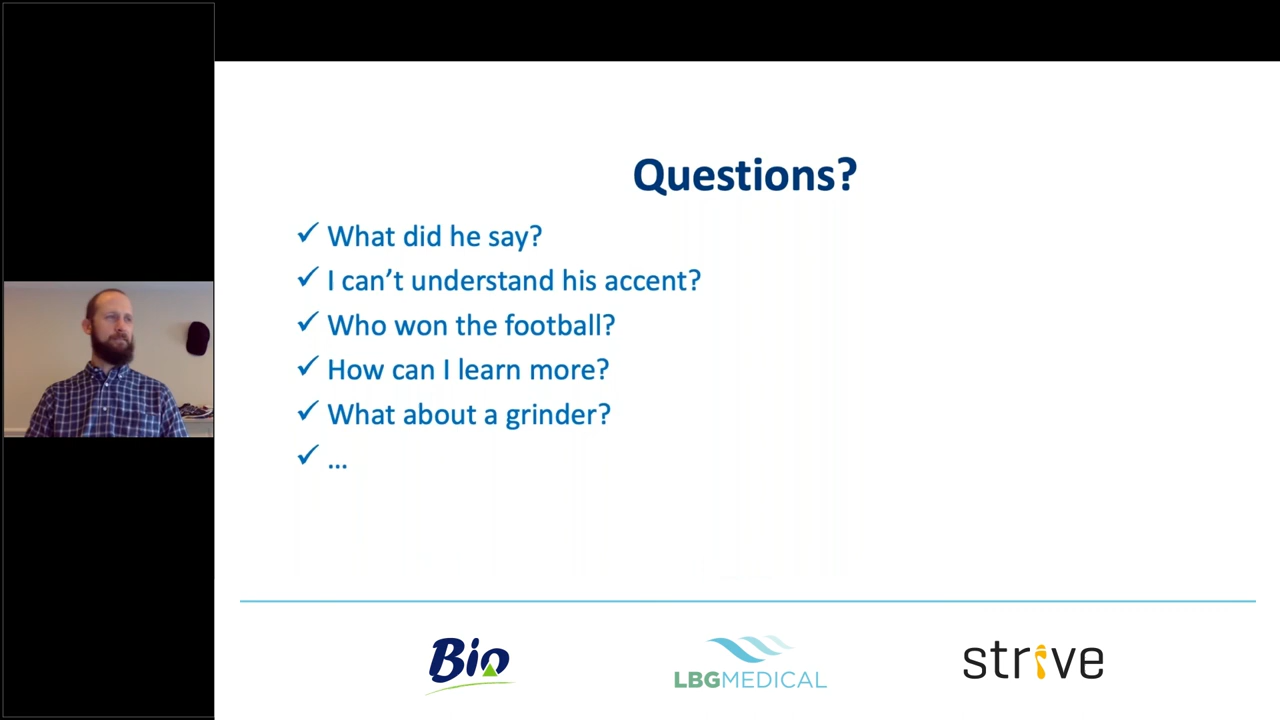 Questions?
✓ What did he say?
✓ I can’t understand his accent?
✓ Who won the football?
✓ How can I learn more?
✓ What about a grinder?
✓ ...
Bio
LBGMEDICAL
strive